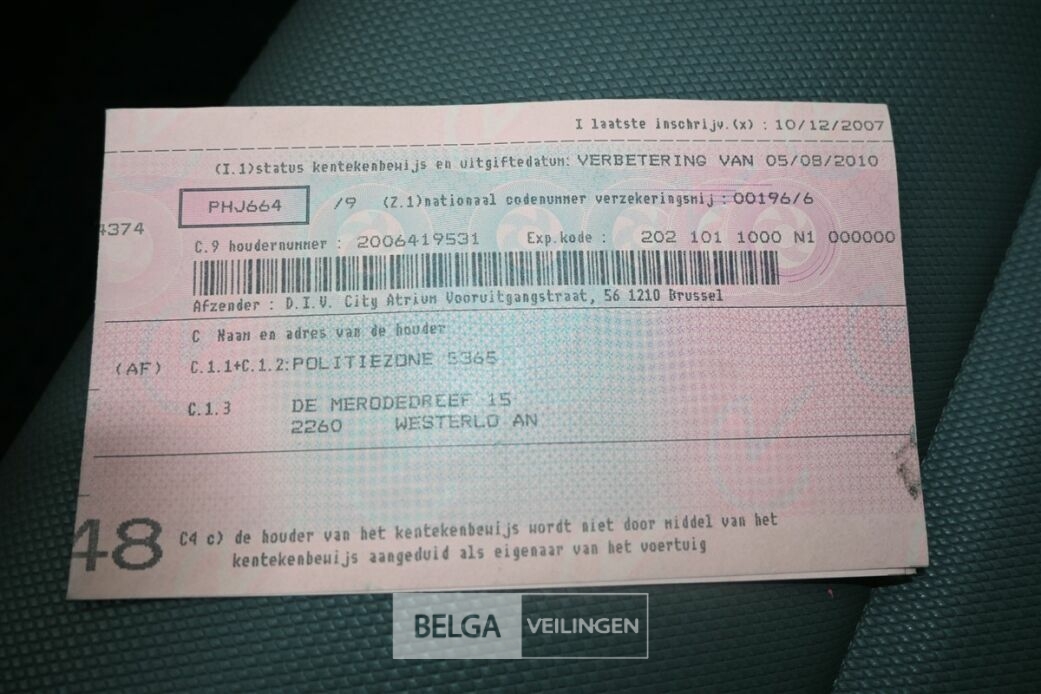 I laatste inschrijv.(x) : 10/12/2007
(I.1)status kentekenbewijs en uitgiftedatum: VERBETERING VAN 05/08/2010
PHJ664 /9 (Z.1)nationaal codenummer verzekeringsmij : 00196/6
4374
C.9 houdernummer : 2006419531 Exp.kode : 202 101 1000 N1 000000
Afzender : D.I.V. City Atrium Vooruitgangstraat, 56 1210 Brussel
C Naam en adres van de houder
(AF) C.1.1+C.1.2: POLITIEZONE 5365
C.1.3 DE MERODEDREEF 15
2260 WESTERLO AN
48
C4 c) de houder van het kentekenbewijs wordt niet door middel van het
kentekenbewijs aangeduid als eigenaar van het voertuig
BELGA VEILINGEN